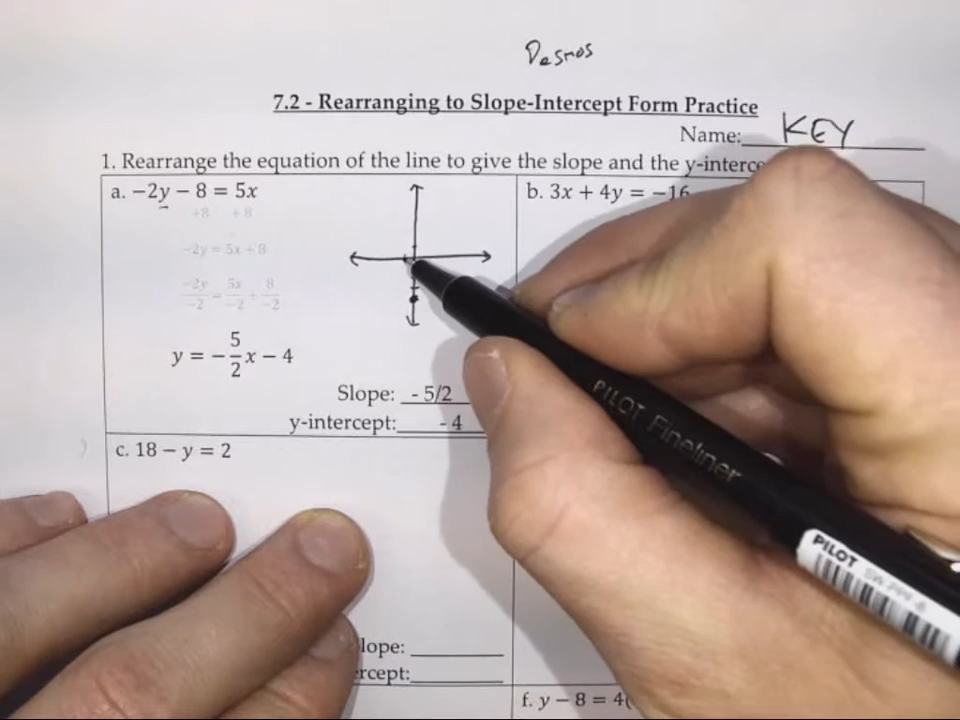 Desmos
7.2 - Rearranging to Slope-Intercept Form Practice
Name: KEY
1. Rearrange the equation of the line to give the slope and the y-interce
a. −2y − 8 = 5x
+8 +8
-2y = 5x + 8
-2y/-2 = 5x/-2 + 8/-2
y = −5/2x − 4
Slope: - 5/2
y-intercept: - 4
b. 3x + 4y = −16
c. 18 − y = 2
lope:
rcept:
f. y − 8 = 4(
PILOT Fineliner
PILOT